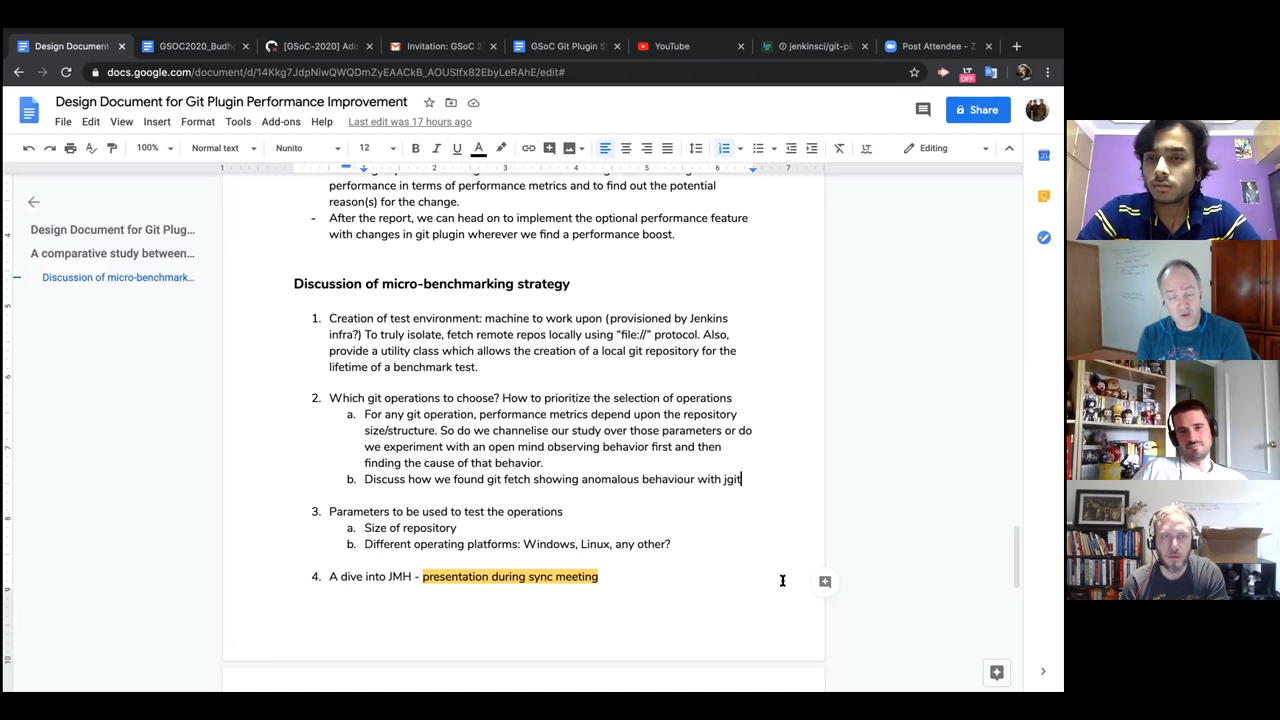 Design Document
GSOC2020_Budh
[GSoC-2020] Ado
Invitation: GSoC 2
GSoC Git Plugin S
YouTube
jenkinsci/git-plu
Post Attendee - Z
docs.google.com/document/d/14Kkg7JdpNiwQWQDmZyEAACkB_AOUSIfx82EbyLeRAhE/edit#
LT
OFF
Design Document for Git Plugin Performance Improvement
Share
File Edit View Insert Format Tools Add-ons Help Last edit was 17 hours ago
100% Normal text Nunito 12 B I U A Editing
1 2 3 4 5 6 7
performance in terms of performance metrics and to find out the potential
reason(s) for the change.
- After the report, we can head on to implement the optional performance feature
with changes in git plugin wherever we find a performance boost.
Design Document for Git Plug...
A comparative study between...
Discussion of micro-benchmark...
Discussion of micro-benchmarking strategy
1. Creation of test environment: machine to work upon (provisioned by Jenkins
infra?) To truly isolate, fetch remote repos locally using “file://” protocol. Also,
provide a utility class which allows the creation of a local git repository for the
lifetime of a benchmark test.
2. Which git operations to choose? How to prioritize the selection of operations
a. For any git operation, performance metrics depend upon the repository
size/structure. So do we channelise our study over those parameters or do
we experiment with an open mind observing behavior first and then
finding the cause of that behavior.
b. Discuss how we found git fetch showing anomalous behaviour with jgit
3. Parameters to be used to test the operations
a. Size of repository
b. Different operating platforms: Windows, Linux, any other?
4. A dive into JMH - presentation during sync meeting